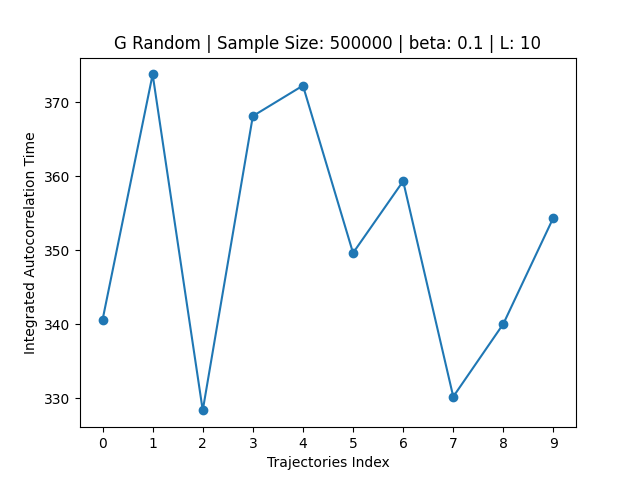 G Random | Sample Size: 500000 | beta: 0.1 | L: 10
Integrated Autocorrelation Time
370
360
350
340
330
0 1 2 3 4 5 6 7 8 9
Trajectories Index